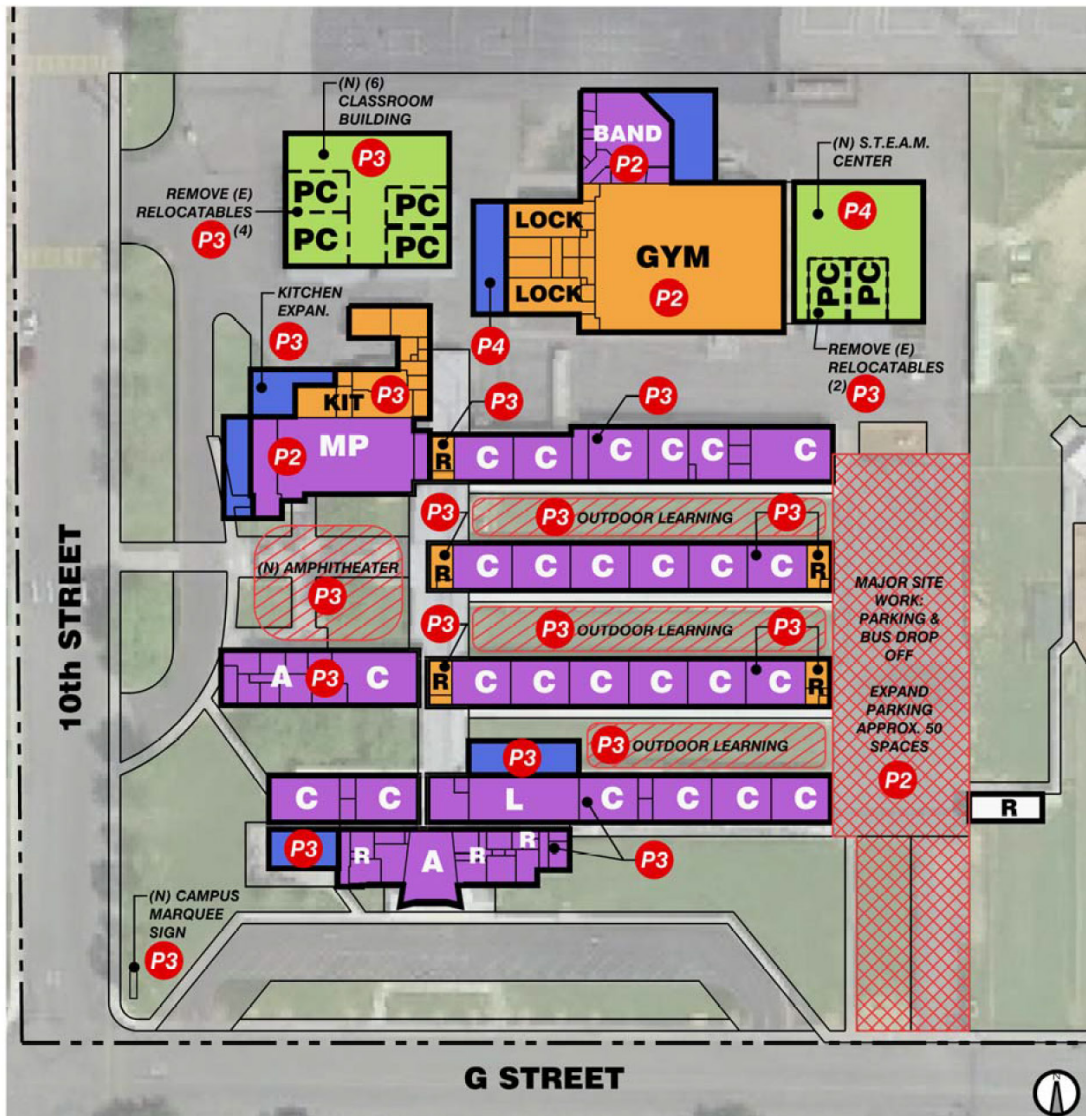 (N) (6)
CLASSROOM
BUILDING
P3
REMOVE (E)
RELOCATABLES
(4)
P3
PC
PC
PC
PC
BAND
P2
(N) S.T.E.A.M.
CENTER
P4
LOCK
LOCK
GYM
P2
P4
PC
PC
REMOVE (E)
RELOCATABLES
(2)
P3
KITCHEN
EXPAN.
P3
KIT
P3
P2
MP
P3
P3
R
C
C
C
C
C
C
P3
P3
OUTDOOR LEARNING
P3
R
C
C
C
C
C
C
R
(N) AMPHITHEATER
P3
P3
P3
OUTDOOR LEARNING
P3
A
P3
C
R
C
C
C
C
C
C
R
MAJOR SITE
WORK:
PARKING &
BUS DROP
OFF
EXPAND
PARKING
APPROX. 50
SPACES
P2
P3
P3
OUTDOOR LEARNING
C
C
L
C
C
C
C
R
P3
R
A
R
R
P3
(N) CAMPUS
MARQUEE
SIGN
P3
10th STREET
G STREET
N